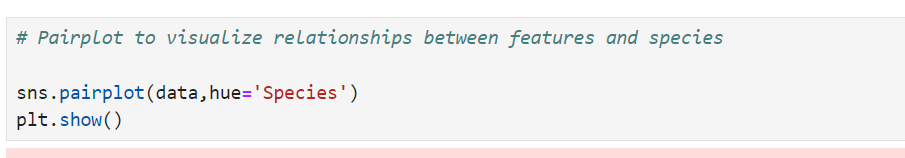 # Pairplot to visualize relationships between features and species
sns.pairplot(data,hue='Species')
plt.show()